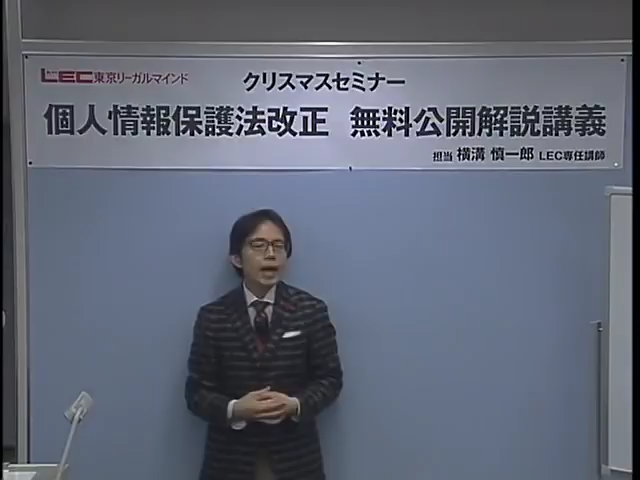 LEC東京リーガルマインド
クリスマスセミナー
個人情報保護法改正 無料公開解説講義
担当 横溝 慎一郎 LEC専任講師